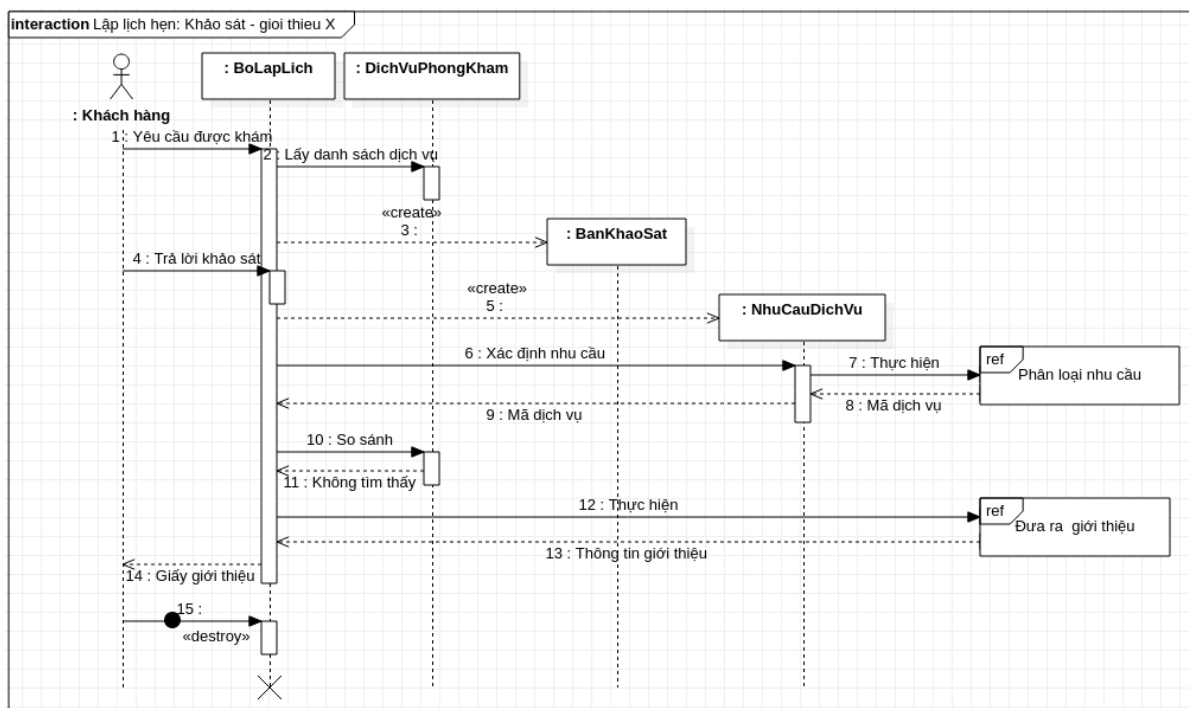 interaction Lập lịch hẹn: Khảo sát - gioi thieu X
: BoLapLich
: DichVuPhongKham
: Khách hàng
1 : Yêu cầu được khám
2 : Lấy danh sách dịch vụ
«create»
3 :
: BanKhaoSat
4 : Trả lời khảo sát
«create»
5 :
: NhuCauDichVu
6 : Xác định nhu cầu
7 : Thực hiện
ref
Phân loại nhu cầu
8 : Mã dịch vụ
9 : Mã dịch vụ
10 : So sánh
11 : Không tìm thấy
12 : Thực hiện
ref
Đưa ra giới thiệu
13 : Thông tin giới thiệu
14 : Giấy giới thiệu
15 :
«destroy»